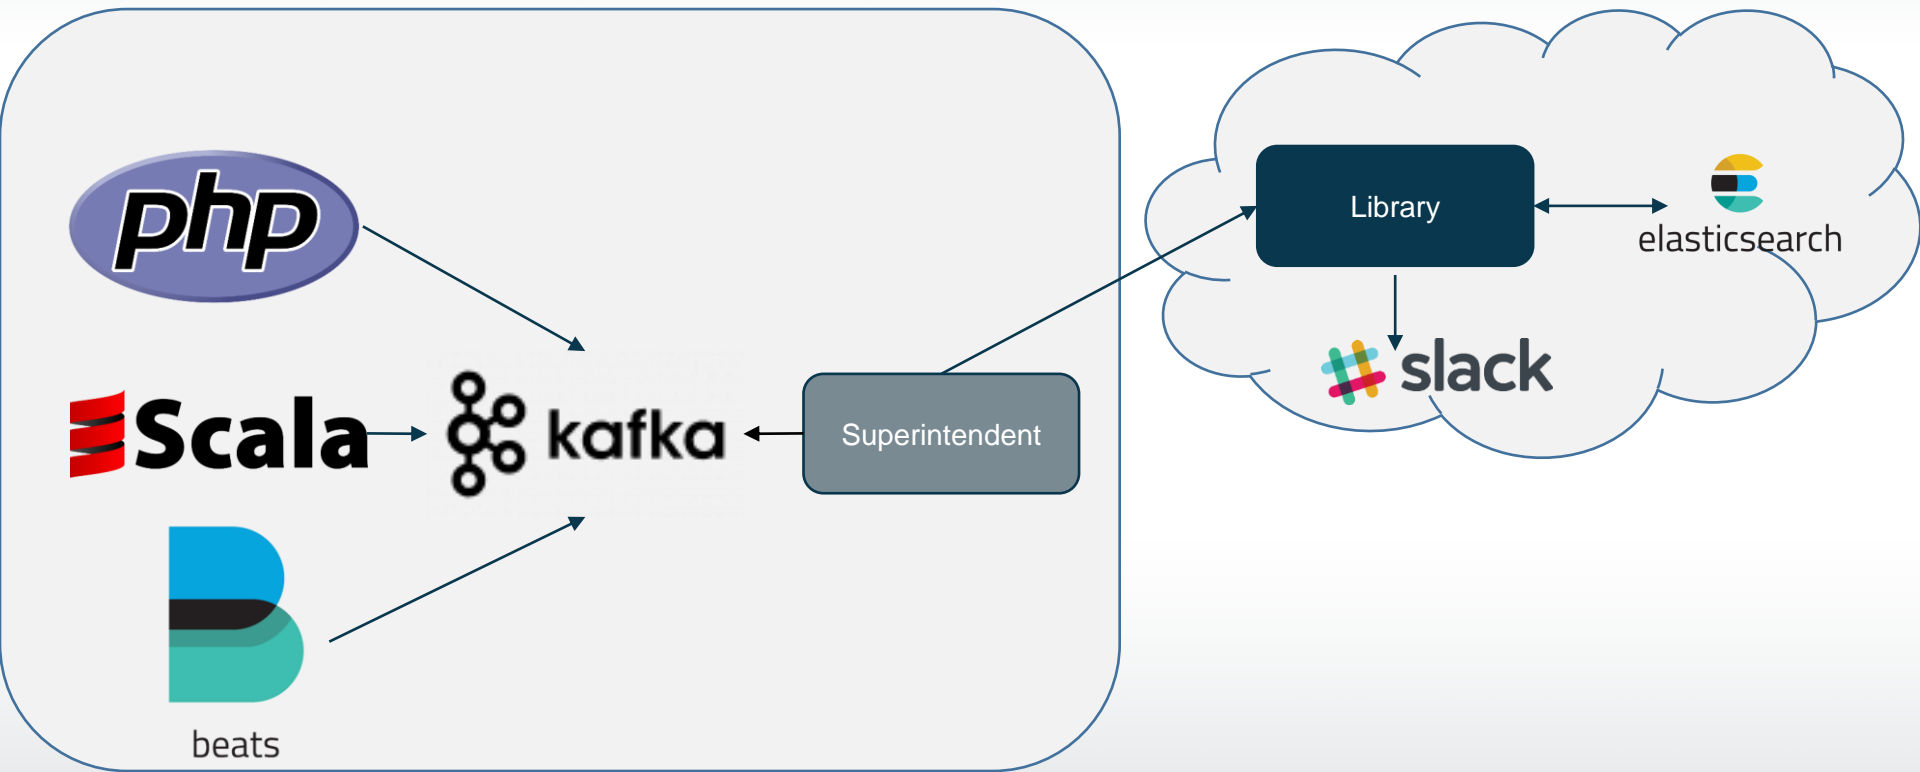 php
Scala
kafka
Superintendent
beats
Library
elasticsearch
slack